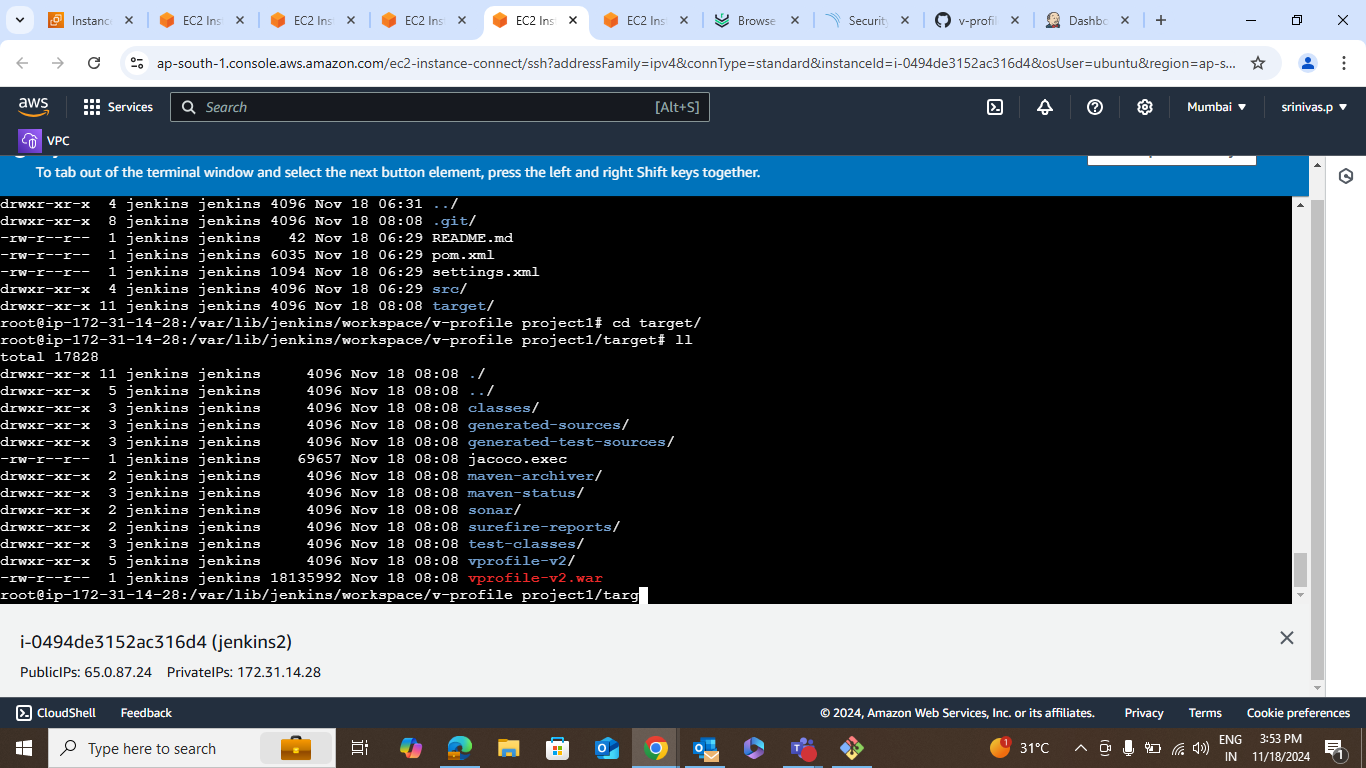 Instance
EC2 Ins
EC2 Ins
EC2 Ins
EC2 Ins
EC2 Ins
Browse
Security
v-profil
Dashbo
ap-south-1.console.aws.amazon.com/ec2-instance-connect/ssh?addressFamily=ipv4&connType=standard&instanceId=i-0494de3152ac316d4&osUser=ubuntu&region=ap-s...
aws
Services
Search
[Alt+S]
Mumbai
srinivas.p
VPC
To tab out of the terminal window and select the next button element, press the left and right Shift keys together.
drwxr-xr-x  4 jenkins jenkins 4096 Nov 18 06:31 ../
drwxr-xr-x  8 jenkins jenkins 4096 Nov 18 08:08 .git/
-rw-r--r--  1 jenkins jenkins   42 Nov 18 06:29 README.md
-rw-r--r--  1 jenkins jenkins 6035 Nov 18 06:29 pom.xml
-rw-r--r--  1 jenkins jenkins 1094 Nov 18 06:29 settings.xml
drwxr-xr-x  4 jenkins jenkins 4096 Nov 18 06:29 src/
drwxr-xr-x 11 jenkins jenkins 4096 Nov 18 08:08 target/
root@ip-172-31-14-28:/var/lib/jenkins/workspace/v-profile project1# cd target/
root@ip-172-31-14-28:/var/lib/jenkins/workspace/v-profile project1/target# ll
total 17828
drwxr-xr-x 11 jenkins jenkins     4096 Nov 18 08:08 ./
drwxr-xr-x  5 jenkins jenkins     4096 Nov 18 08:08 ../
drwxr-xr-x  3 jenkins jenkins     4096 Nov 18 08:08 classes/
drwxr-xr-x  3 jenkins jenkins     4096 Nov 18 08:08 generated-sources/
drwxr-xr-x  3 jenkins jenkins     4096 Nov 18 08:08 generated-test-sources/
-rw-r--r--  1 jenkins jenkins    69657 Nov 18 08:08 jacoco.exec
drwxr-xr-x  2 jenkins jenkins     4096 Nov 18 08:08 maven-archiver/
drwxr-xr-x  3 jenkins jenkins     4096 Nov 18 08:08 maven-status/
drwxr-xr-x  2 jenkins jenkins     4096 Nov 18 08:08 sonar/
drwxr-xr-x  2 jenkins jenkins     4096 Nov 18 08:08 surefire-reports/
drwxr-xr-x  3 jenkins jenkins     4096 Nov 18 08:08 test-classes/
drwxr-xr-x  5 jenkins jenkins     4096 Nov 18 08:08 vprofile-v2/
-rw-r--r--  1 jenkins jenkins 18135992 Nov 18 08:08 vprofile-v2.war
root@ip-172-31-14-28:/var/lib/jenkins/workspace/v-profile project1/targ
i-0494de3152ac316d4 (jenkins2)
PublicIPs: 65.0.87.24 PrivateIPs: 172.31.14.28
CloudShell
Feedback
© 2024, Amazon Web Services, Inc. or its affiliates.
Privacy
Terms
Cookie preferences
Type here to search
1
31°C
ENG
IN
3:53 PM
11/18/2024
1